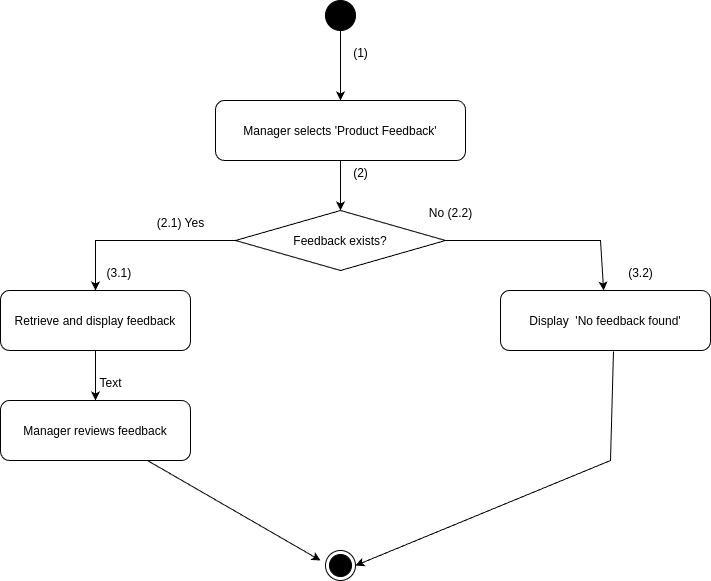 (1)
Manager selects 'Product Feedback'
(2)
(2.1) Yes
No (2.2)
Feedback exists?
(3.1)
(3.2)
Retrieve and display feedback
Display  'No feedback found'
Text
Manager reviews feedback